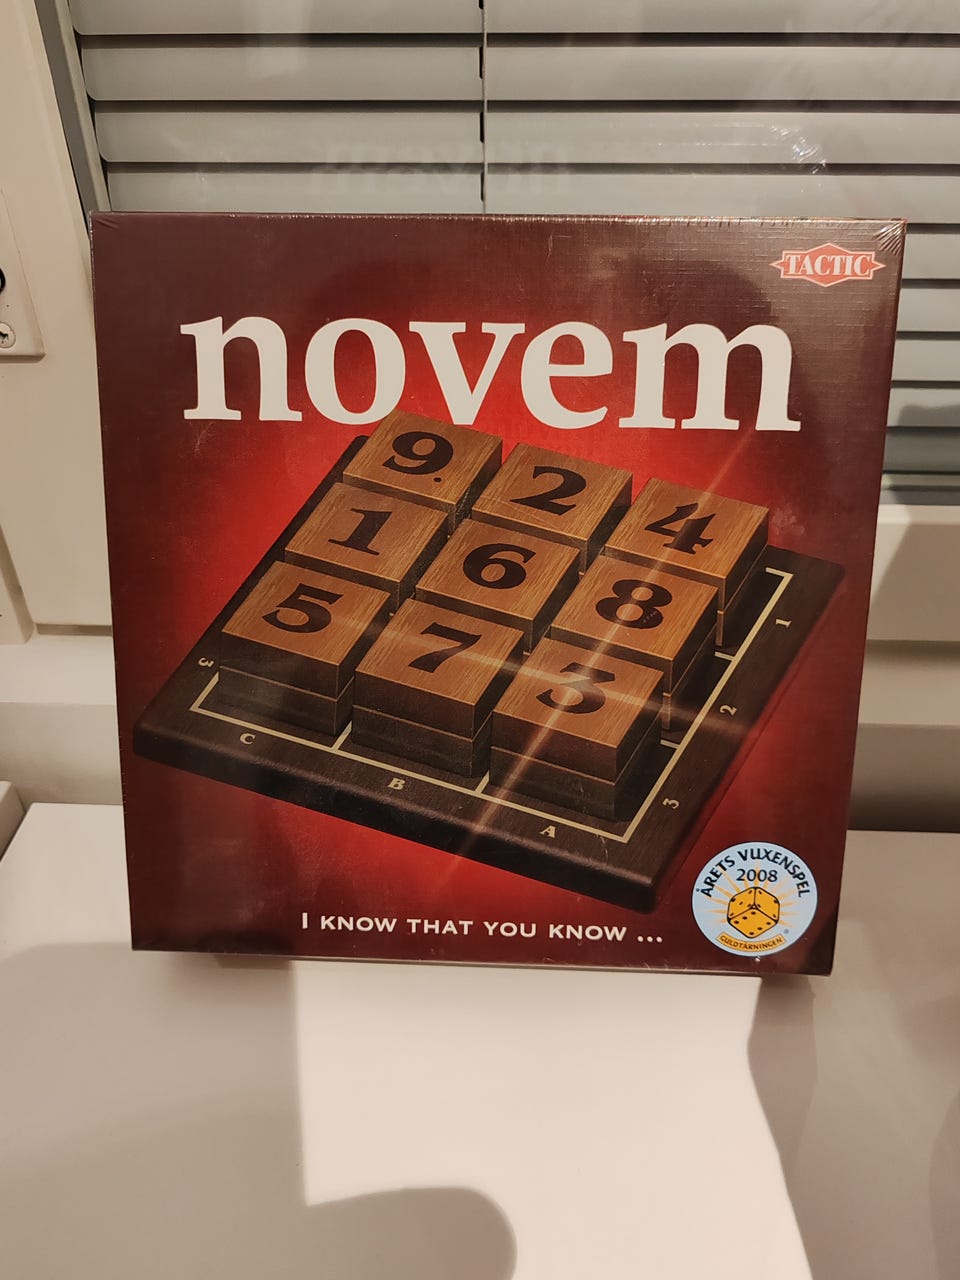 TACTIC
novem
9. 2 4
1 6 8
5 7 3
1
2
3
3
C B A
I KNOW THAT YOU KNOW ...
ÅRETS VUXENSPEL
2008
GULDTÄRNINGEN